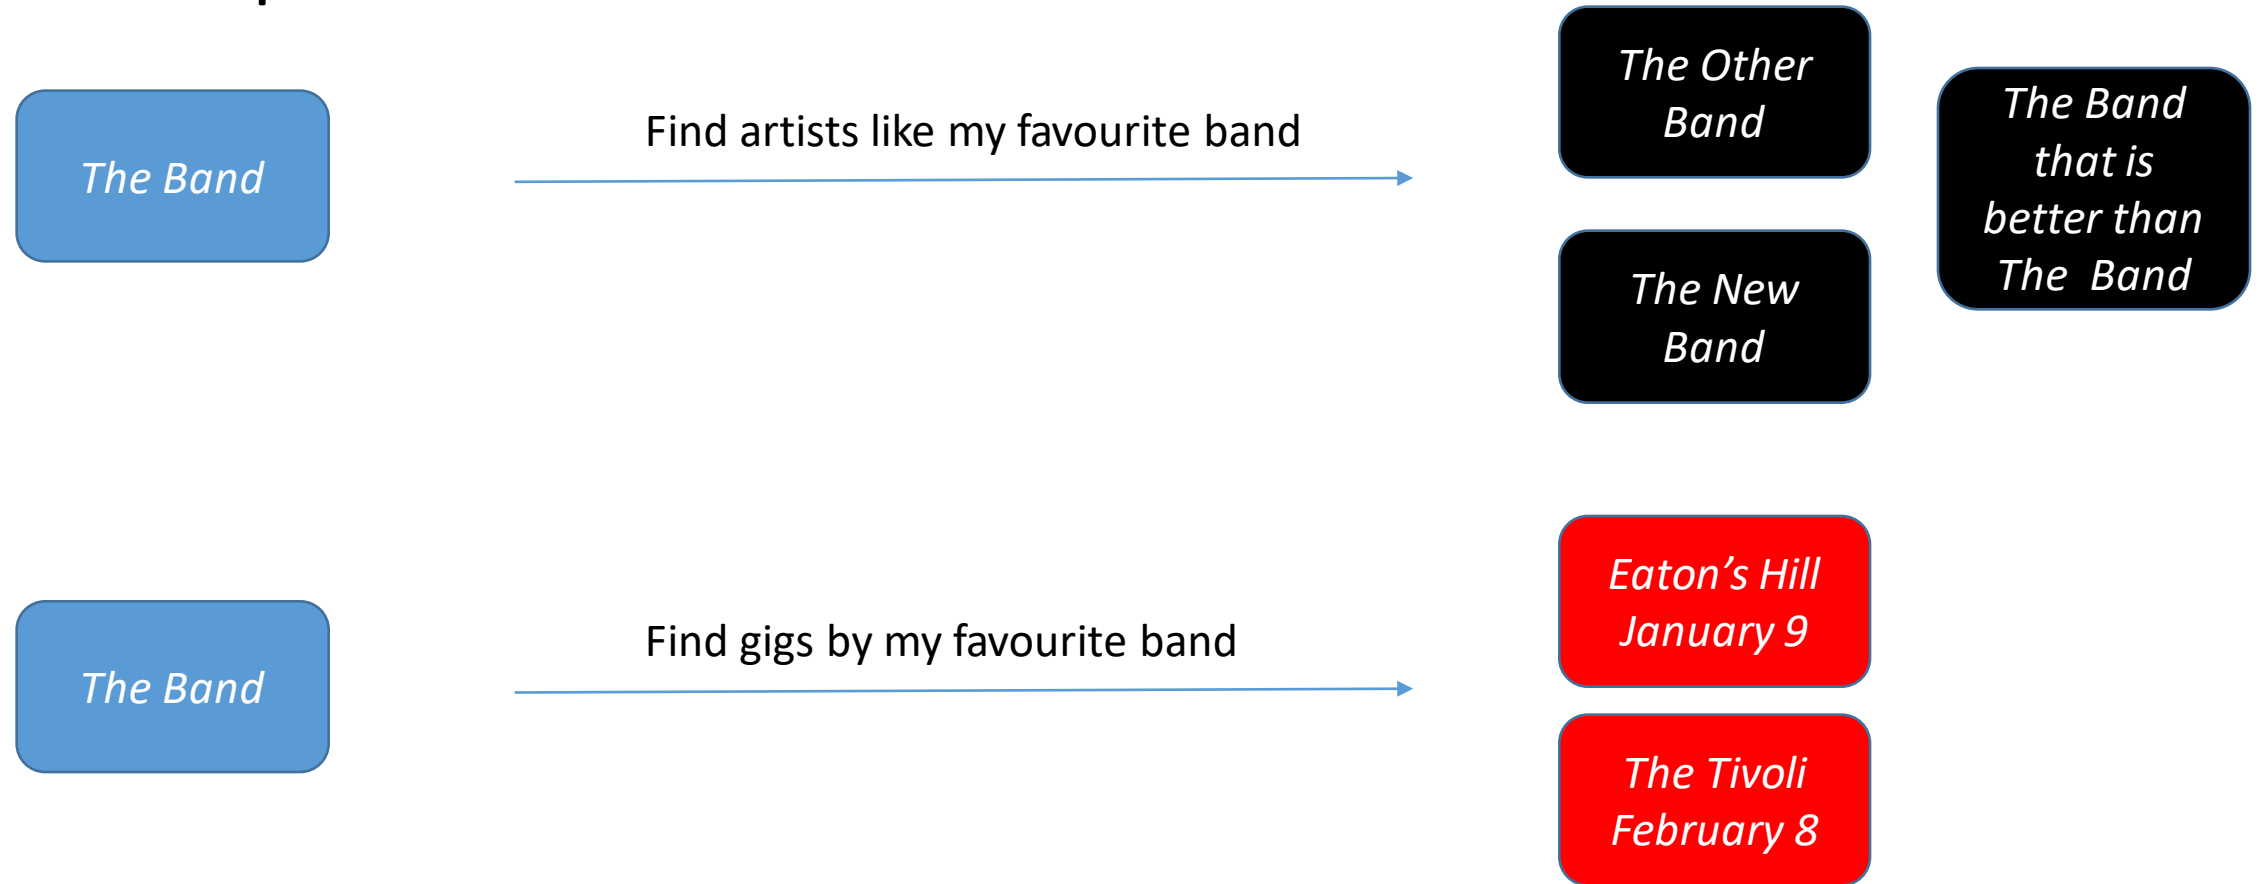 The Band
Find artists like my favourite band
The Other
Band
The New
Band
The Band
that is
better than
The  Band
The Band
Find gigs by my favourite band
Eaton’s Hill
January 9
The Tivoli
February 8